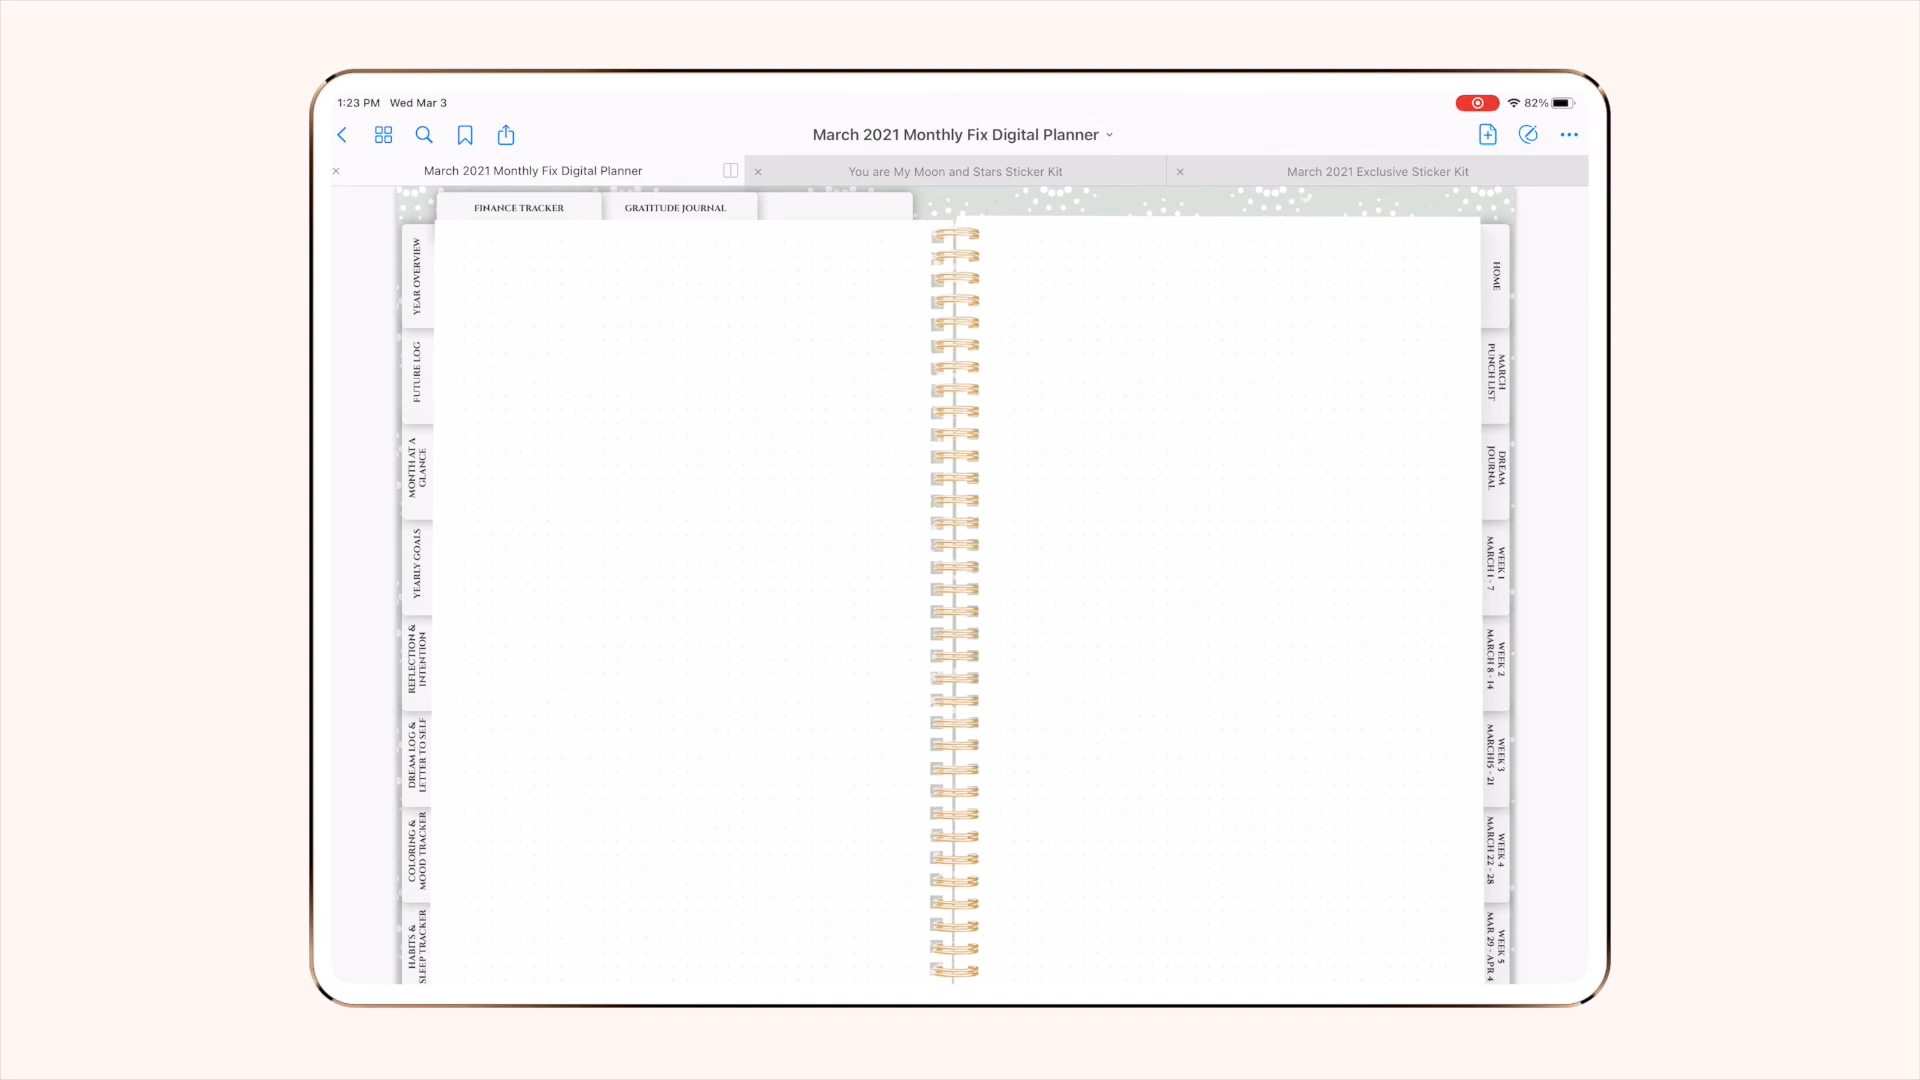 1:23 PM Wed Mar 3
82%
March 2021 Monthly Fix Digital Planner
March 2021 Monthly Fix Digital Planner
You are My Moon and Stars Sticker Kit
March 2021 Exclusive Sticker Kit
FINANCE TRACKER
GRATITUDE JOURNAL
YEAR OVERVIEW
FUTURE LOG
MONTH AT A
GLANCE
YEARLY GOALS
REFLECTION &
INTENTION
DREAM LOG &
LETTER TO SELF
COLORING &
MOOD TRACKER
HABITS &
SLEEP TRACKER
HOME
MARCH
PUNCH LIST
DREAM
JOURNAL
WEEK 1
MARCH 1 - 7
WEEK 2
MARCH 8 - 14
WEEK 3
MARCH15 - 21
WEEK 4
MARCH 22 - 28
WEEK 5
MAR 29 - APR 4